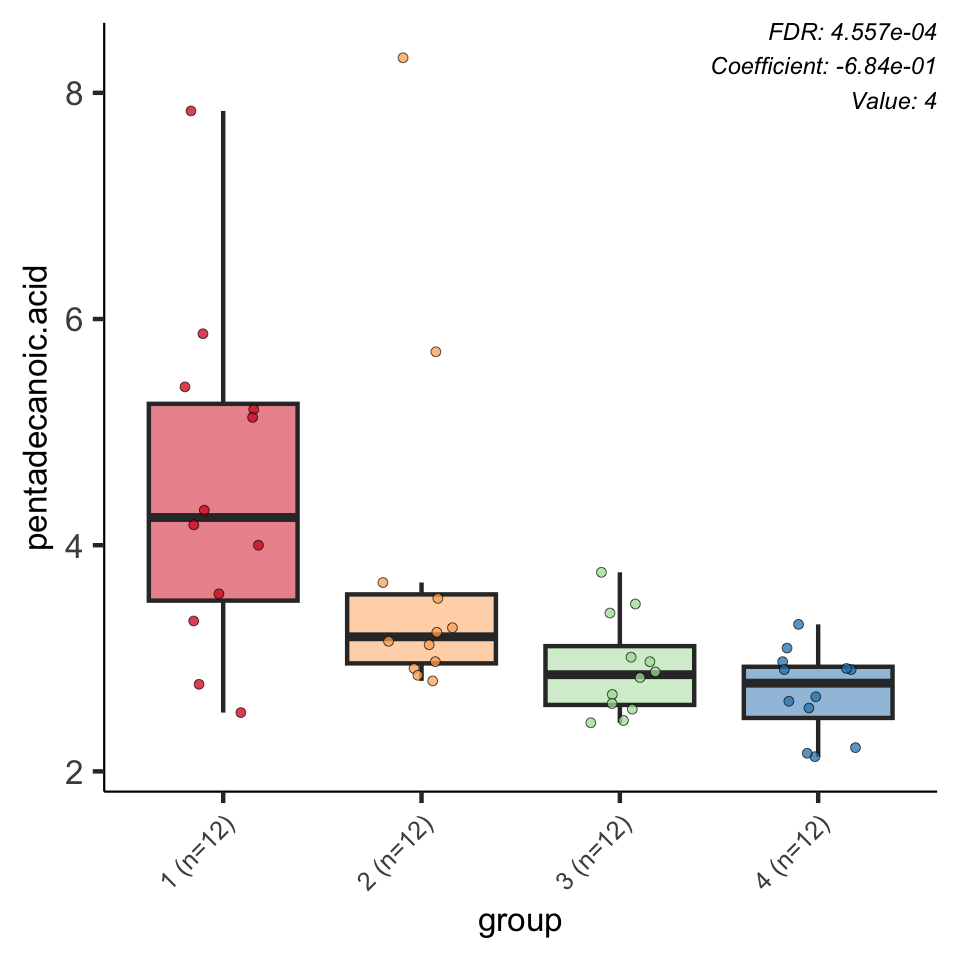 FDR: 4.557e-04
Coefficient: -6.84e-01
Value: 4
8
6
4
2
pentadecanoic.acid
1 (n=12)
2 (n=12)
3 (n=12)
4 (n=12)
group